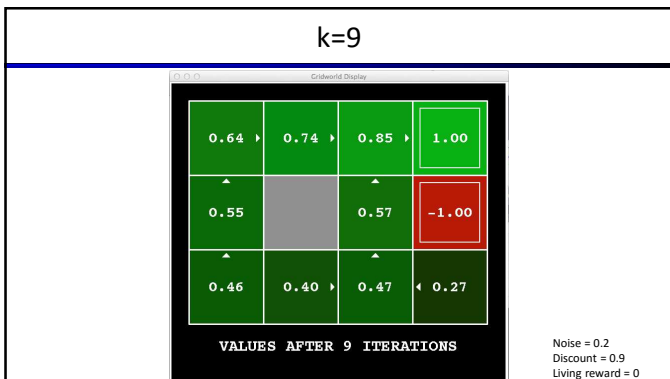 k=9
Gridworld Display
0.64 0.74 0.85 1.00
0.55 0.57 -1.00
0.46 0.40 0.47 0.27
VALUES AFTER 9 ITERATIONS
Noise = 0.2
Discount = 0.9
Living reward = 0